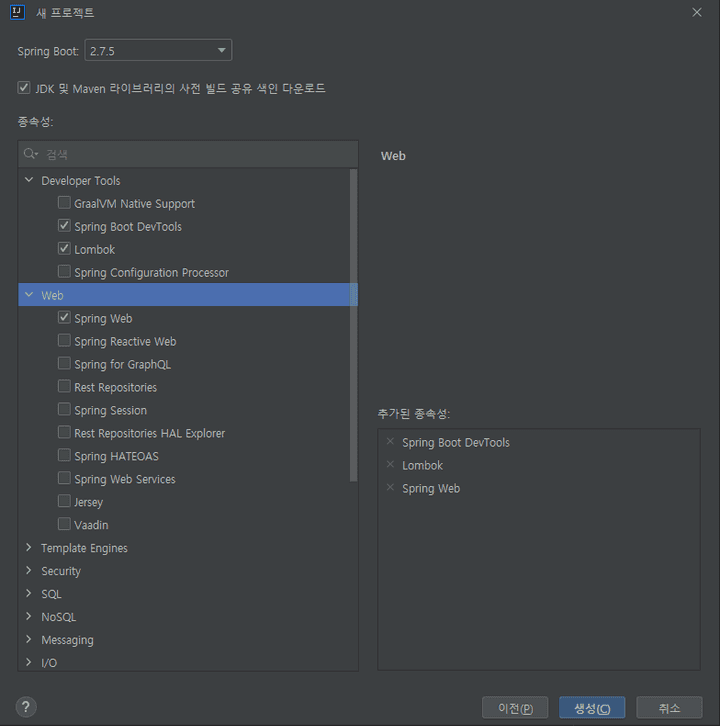 새 프로젝트
Spring Boot: 2.7.5
JDK 및 Maven 라이브러리의 사전 빌드 공유 색인 다운로드
종속성:
검색
Developer Tools
GraalVM Native Support
Spring Boot DevTools
Lombok
Spring Configuration Processor
Web
Spring Web
Spring Reactive Web
Spring for GraphQL
Rest Repositories
Spring Session
Rest Repositories HAL Explorer
Spring HATEOAS
Spring Web Services
Jersey
Vaadin
Template Engines
Security
SQL
NoSQL
Messaging
I/O
Web
추가된 종속성:
Spring Boot DevTools
Lombok
Spring Web
?
이전(P)
생성(C)
취소